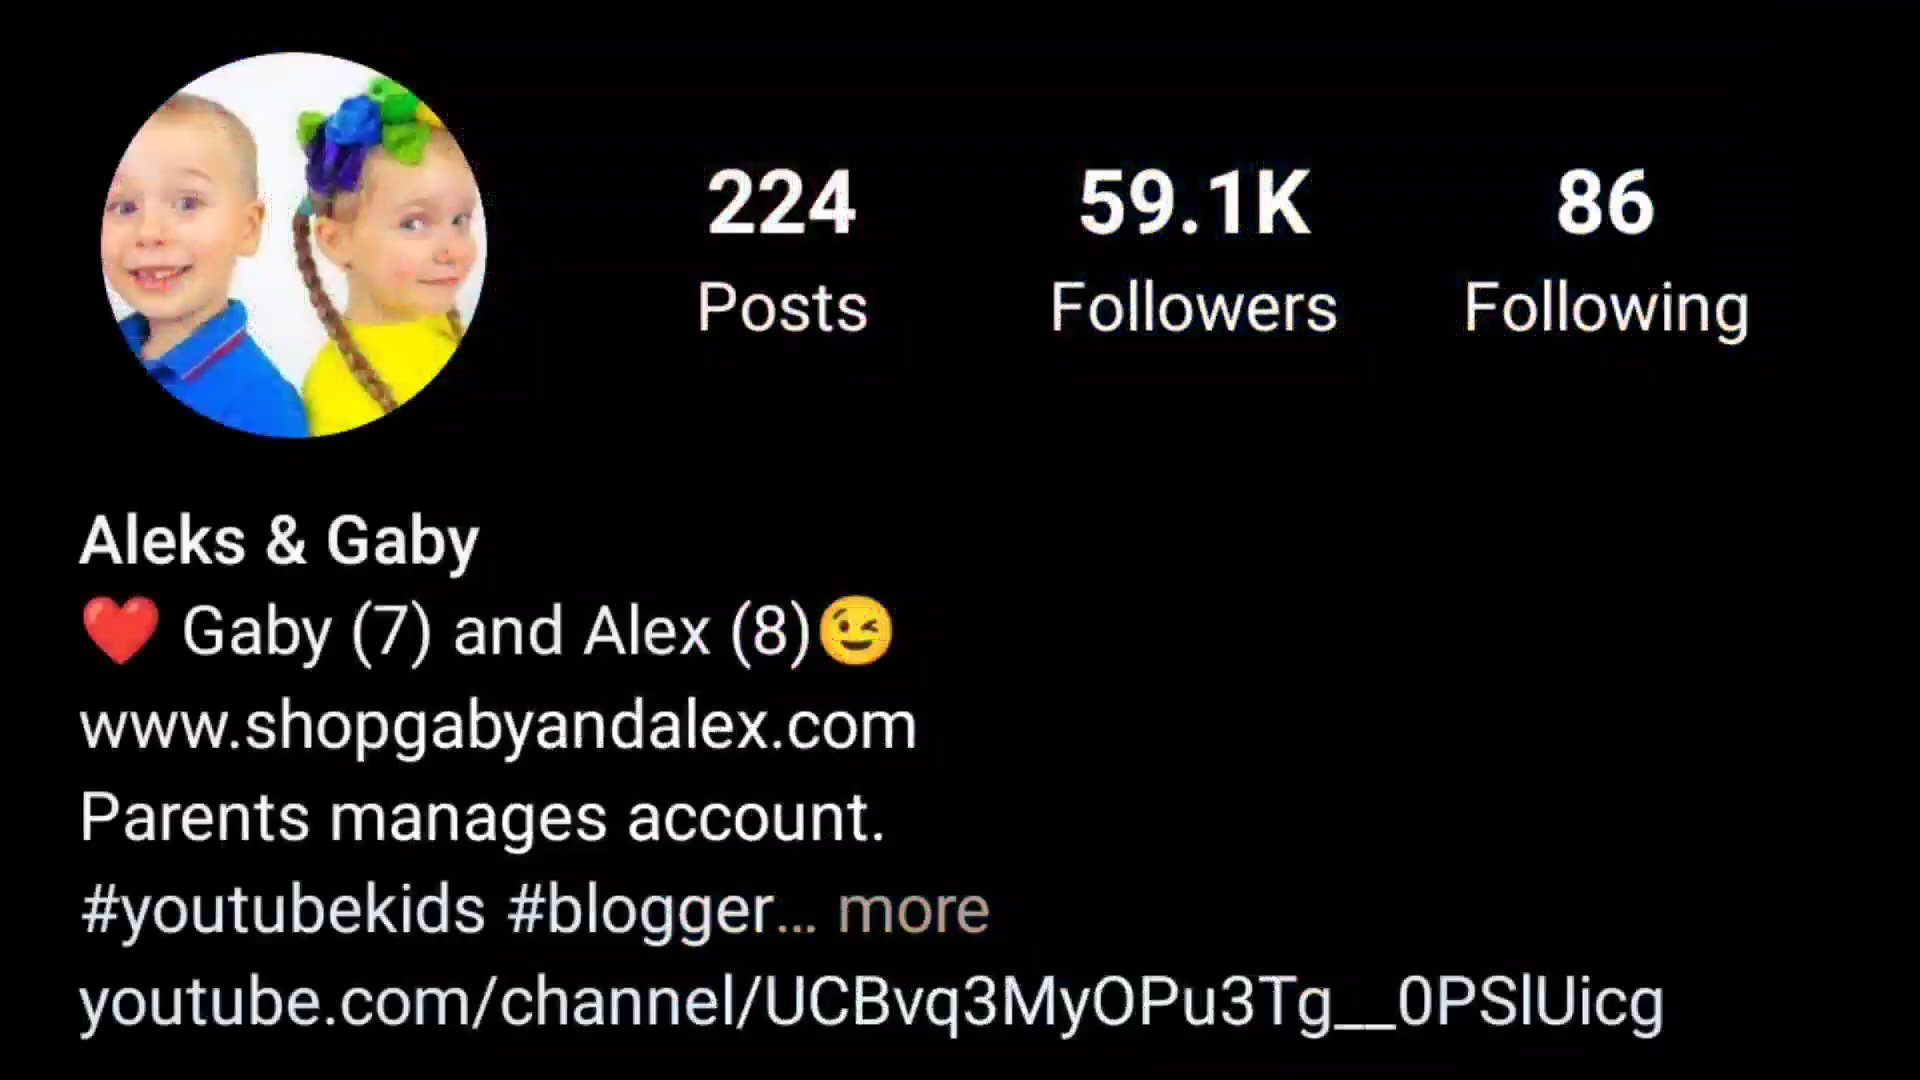 224 59.1K 86
Posts Followers Following
Aleks & Gaby
❤️ Gaby (7) and Alex (8)😉
www.shopgabyandalex.com
Parents manages account.
#youtubekids #blogger... more
youtube.com/channel/UCBvq3MyOPu3Tg__0PSlUicg